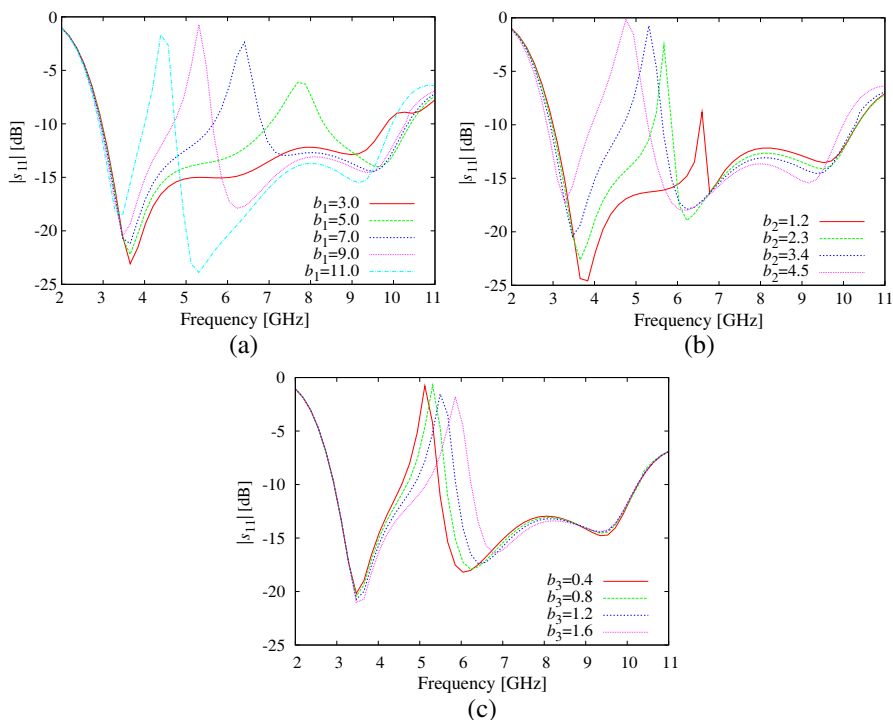 0
-5
-10
-15
-20
-25
|s11| [dB]
2 3 4 5 6 7 8 9 10 11
Frequency [GHz]
b1=3.0
b1=5.0
b1=7.0
b1=9.0
b1=11.0
(a)
0
-5
-10
-15
-20
-25
|s11| [dB]
2 3 4 5 6 7 8 9 10 11
Frequency [GHz]
b2=1.2
b2=2.3
b2=3.4
b2=4.5
(b)
0
-5
-10
-15
-20
-25
|s11| [dB]
2 3 4 5 6 7 8 9 10 11
Frequency [GHz]
b3=0.4
b3=0.8
b3=1.2
b3=1.6
(c)